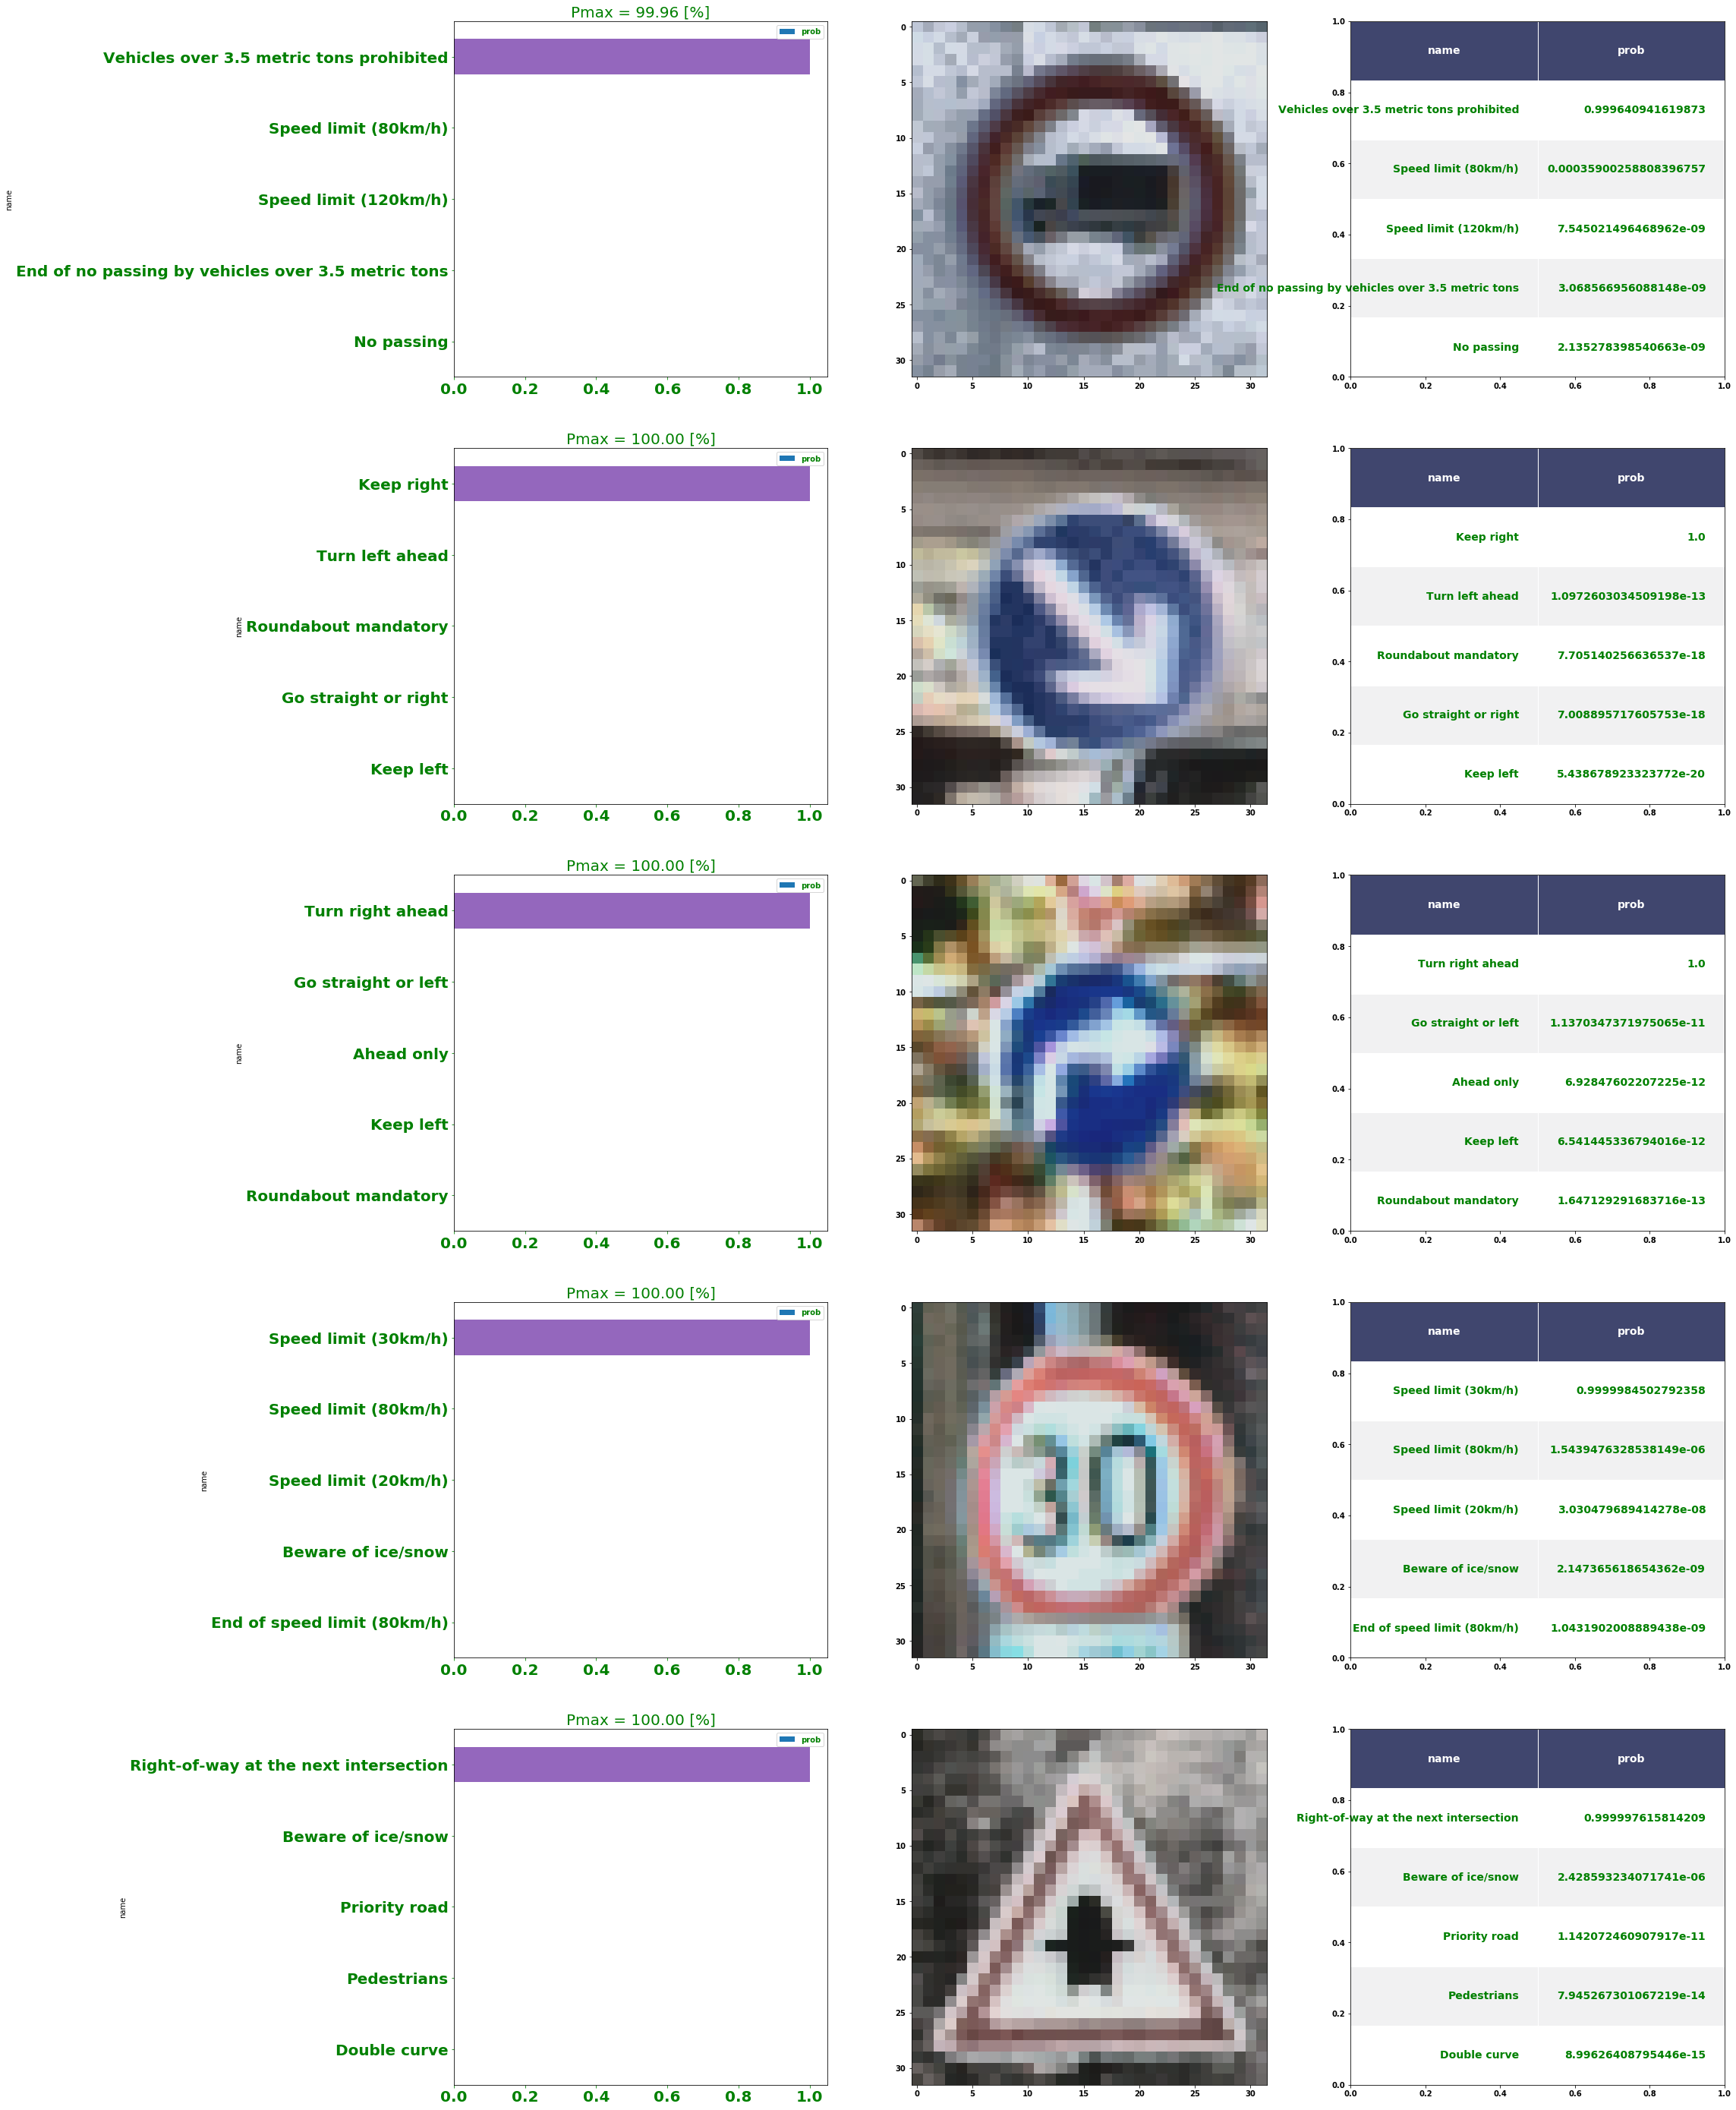 Pmax = 99.96 [%]
prob
Vehicles over 3.5 metric tons prohibited
Speed limit (80km/h)
Speed limit (120km/h)
End of no passing by vehicles over 3.5 metric tons
No passing
name
0.0 0.2 0.4 0.6 0.8 1.0
0
5
10
15
20
25
30
0 5 10 15 20 25 30
1.0
0.8
0.6
0.4
0.2
0.0
name prob
Vehicles over 3.5 metric tons prohibited 0.999640941619873
Speed limit (80km/h) 0.00035900258808396757
Speed limit (120km/h) 7.545021496468962e-09
End of no passing by vehicles over 3.5 metric tons 3.068566956088148e-09
No passing 2.135278398540663e-09
0.0 0.2 0.4 0.6 0.8 1.0
Pmax = 100.00 [%]
prob
Keep right
Turn left ahead
Roundabout mandatory
Go straight or right
Keep left
name
0.0 0.2 0.4 0.6 0.8 1.0
0
5
10
15
20
25
30
0 5 10 15 20 25 30
1.0
0.8
0.6
0.4
0.2
0.0
name prob
Keep right 1.0
Turn left ahead 1.0972603034509198e-13
Roundabout mandatory 7.705140256636537e-18
Go straight or right 7.008895717605753e-18
Keep left 5.438678923323772e-20
0.0 0.2 0.4 0.6 0.8 1.0
Pmax = 100.00 [%]
prob
Turn right ahead
Go straight or left
Ahead only
Keep left
Roundabout mandatory
name
0.0 0.2 0.4 0.6 0.8 1.0
0
5
10
15
20
25
30
0 5 10 15 20 25 30
1.0
0.8
0.6
0.4
0.2
0.0
name prob
Turn right ahead 1.0
Go straight or left 1.1370347371975065e-11
Ahead only 6.92847602207225e-12
Keep left 6.541445336794016e-12
Roundabout mandatory 1.647129291683716e-13
0.0 0.2 0.4 0.6 0.8 1.0
Pmax = 100.00 [%]
prob
Speed limit (30km/h)
Speed limit (80km/h)
Speed limit (20km/h)
Beware of ice/snow
End of speed limit (80km/h)
name
0.0 0.2 0.4 0.6 0.8 1.0
0
5
10
15
20
25
30
30
0 5 10 15 20 25 30
1.0
0.8
0.6
0.4
0.2
0.0
name prob
Speed limit (30km/h) 0.9999984502792358
Speed limit (80km/h) 1.5439476328538149e-06
Speed limit (20km/h) 3.030479689414278e-08
Beware of ice/snow 2.147365618654362e-09
End of speed limit (80km/h) 1.0431902008889438e-09
0.0 0.2 0.4 0.6 0.8 1.0
Pmax = 100.00 [%]
prob
Right-of-way at the next intersection
Beware of ice/snow
Priority road
Pedestrians
Double curve
name
0.0 0.2 0.4 0.6 0.8 1.0
0
5
10
15
20
25
30
0 5 10 15 20 25 30
1.0
0.8
0.6
0.4
0.2
0.0
name prob
Right-of-way at the next intersection 0.999997615814209
Beware of ice/snow 2.428593234071741e-06
Priority road 1.142072460907917e-11
Pedestrians 7.945267301067219e-14
Double curve 8.99626408795446e-15
0.0 0.2 0.4 0.6 0.8 1.0